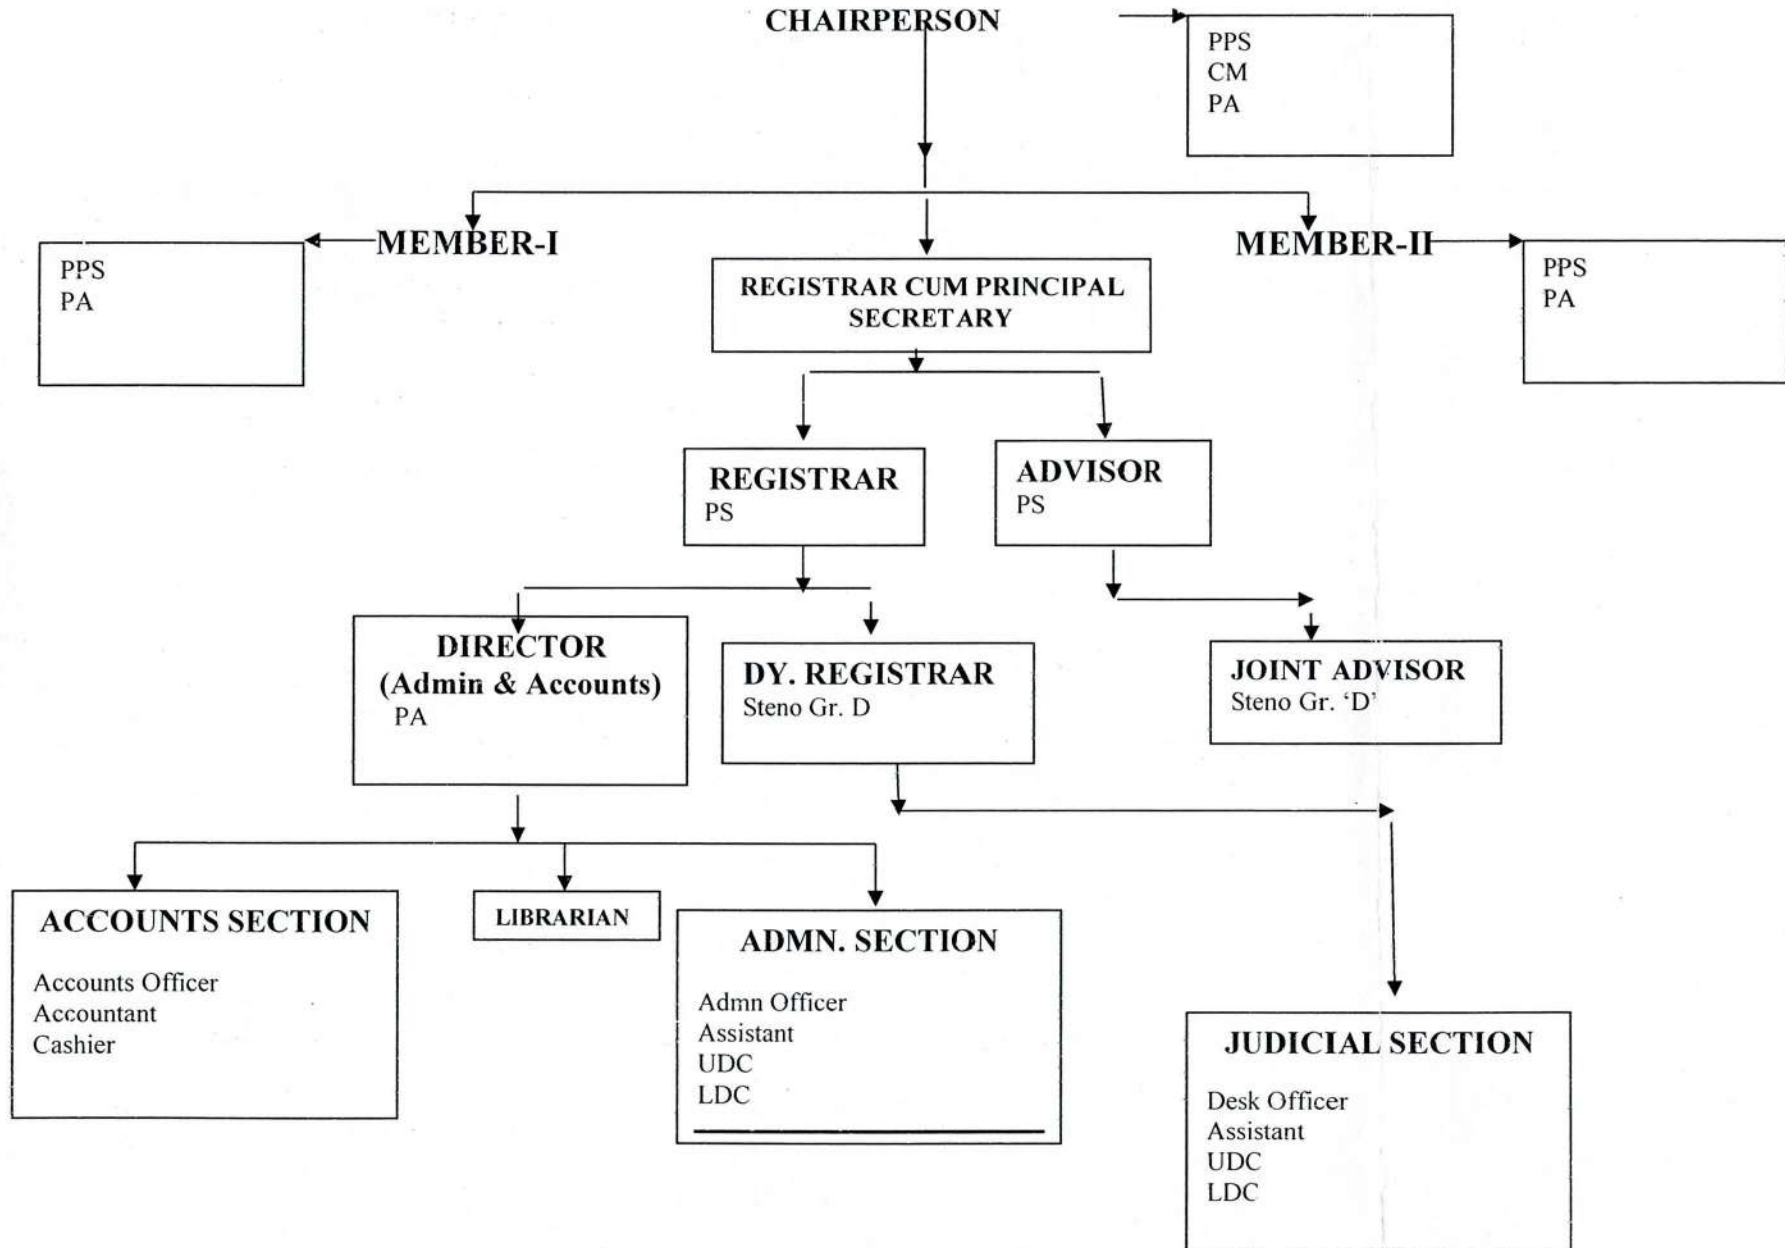 CHAIRPERSON
PPS
CM
PA
MEMBER-I
MEMBER-II
PPS
PA
REGISTRAR CUM PRINCIPAL
SECRETARY
PPS
PA
REGISTRAR
PS
ADVISOR
PS
DIRECTOR
(Admin & Accounts)
PA
DY. REGISTRAR
Steno Gr. D
JOINT ADVISOR
Steno Gr. ‘D’
ACCOUNTS SECTION
Accounts Officer
Accountant
Cashier
LIBRARIAN
ADMN. SECTION
Admn Officer
Assistant
UDC
LDC
JUDICIAL SECTION
Desk Officer
Assistant
UDC
LDC